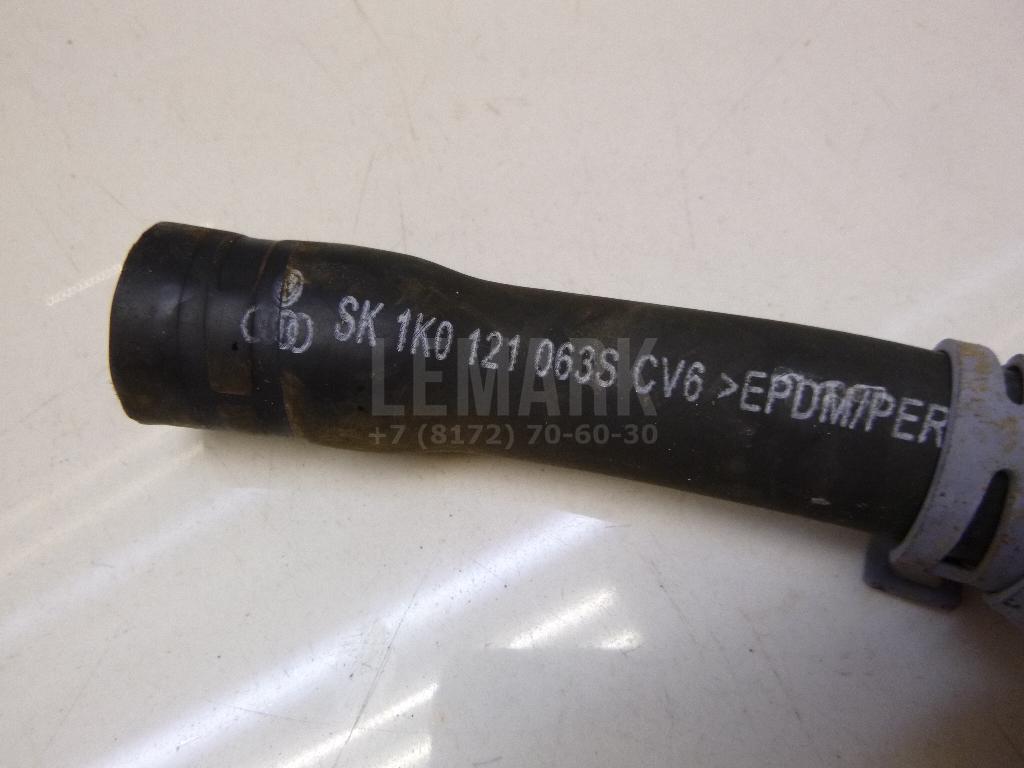 SK 1K0 121 063S CV6 >EPDM/PER
LEMARK
+7 (8172) 70-60-30